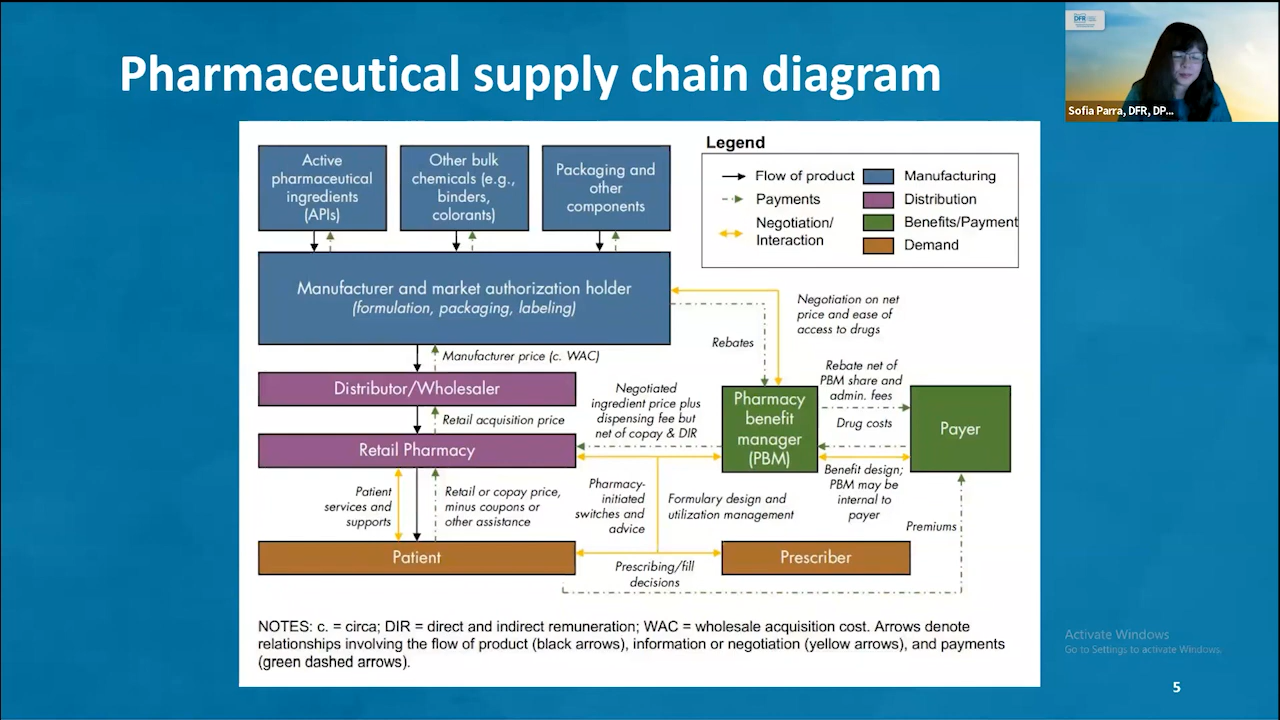 Pharmaceutical supply chain diagram
DFR
Sofia Parra, DFR, DP...
Active
pharmaceutical
ingredients
(APIs)
Other bulk
chemicals (e.g.,
binders,
colorants)
Packaging and
other
components
Legend
Flow of product
Payments
Negotiation/
Interaction
Manufacturing
Distribution
Benefits/Payment
Demand
Manufacturer and market authorization holder
(formulation, packaging, labeling)
Negotiation on net
price and ease of
access to drugs
Rebates
Manufacturer price (c. WAC)
Distributor/Wholesaler
Retail acquisition price
Retail Pharmacy
Negotiated
ingredient price plus
dispensing fee but
net of copay & DIR
Pharmacy
benefit
manager
(PBM)
Rebate net of
PBM share and
admin. fees
Drug costs
Payer
Benefit design;
PBM may be
internal to
payer
Patient
services and
supports
Retail or copay price,
minus coupons or
other assistance
Pharmacy-
initiated
switches and
advice
Formulary design and
utilization management
Premiums
Patient
Prescribing/fill
decisions
Prescriber
NOTES: c. = circa; DIR = direct and indirect remuneration; WAC = wholesale acquisition cost. Arrows denote
relationships involving the flow of product (black arrows), information or negotiation (yellow arrows), and payments
(green dashed arrows).
Activate Windows
Go to Settings to activate Windows.
5